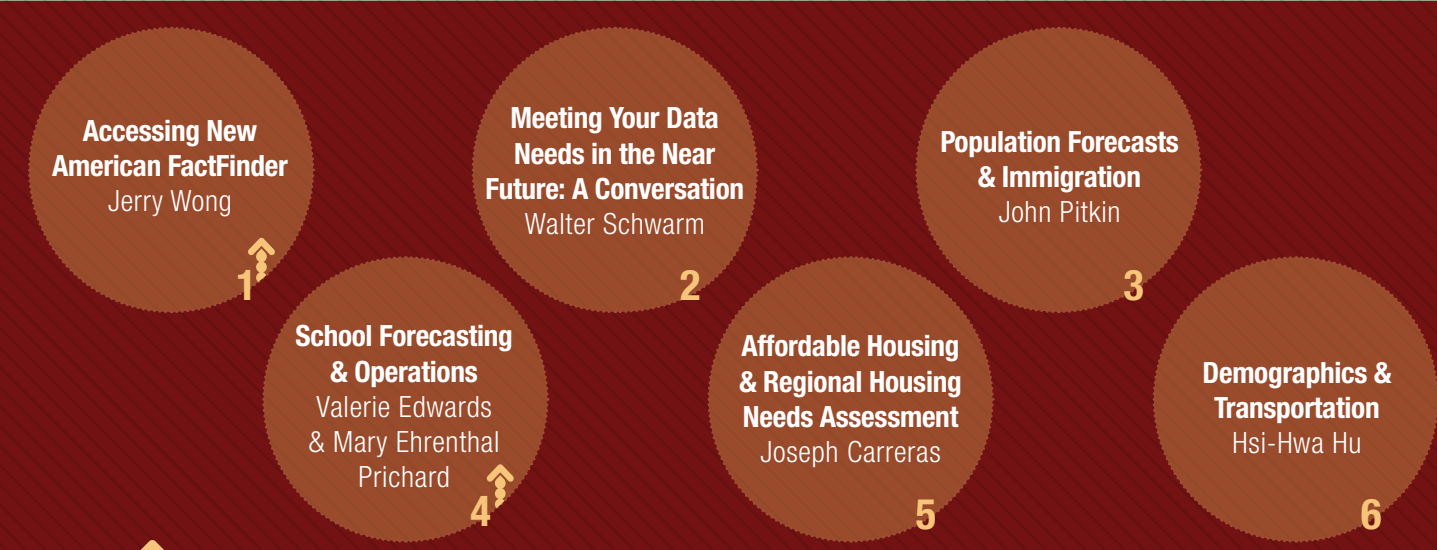 Accessing New
American FactFinder
Jerry Wong
1
Meeting Your Data
Needs in the Near
Future: A Conversation
Walter Schwarm
2
Population Forecasts
& Immigration
John Pitkin
3
School Forecasting
& Operations
Valerie Edwards
& Mary Ehrenthal
Prichard
4
Affordable Housing
& Regional Housing
Needs Assessment
Joseph Carreras
5
Demographics &
Transportation
Hsi-Hwa Hu
6